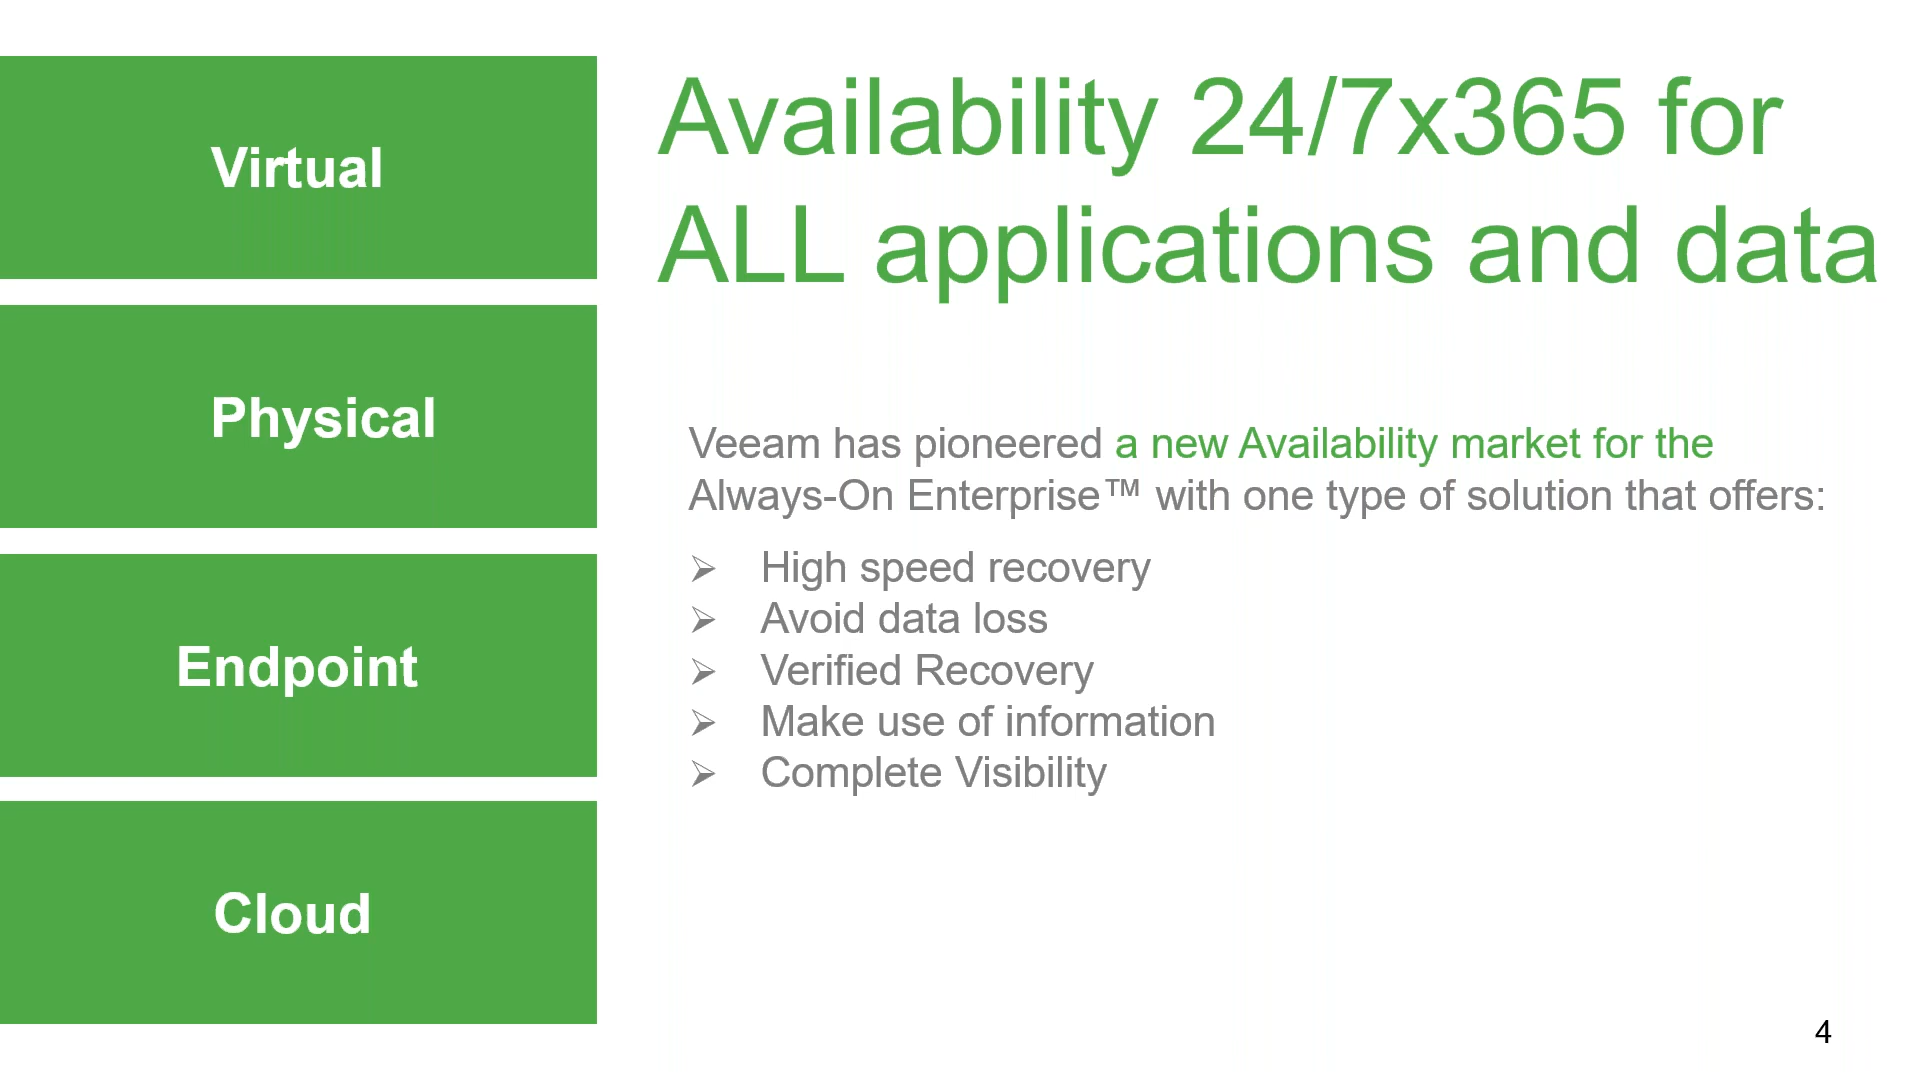 Virtual
Physical
Endpoint
Cloud
Availability 24/7x365 for
ALL applications and data
Veeam has pioneered a new Availability market for the
Always-On Enterprise™ with one type of solution that offers:
➢ High speed recovery
➢ Avoid data loss
➢ Verified Recovery
➢ Make use of information
➢ Complete Visibility
4